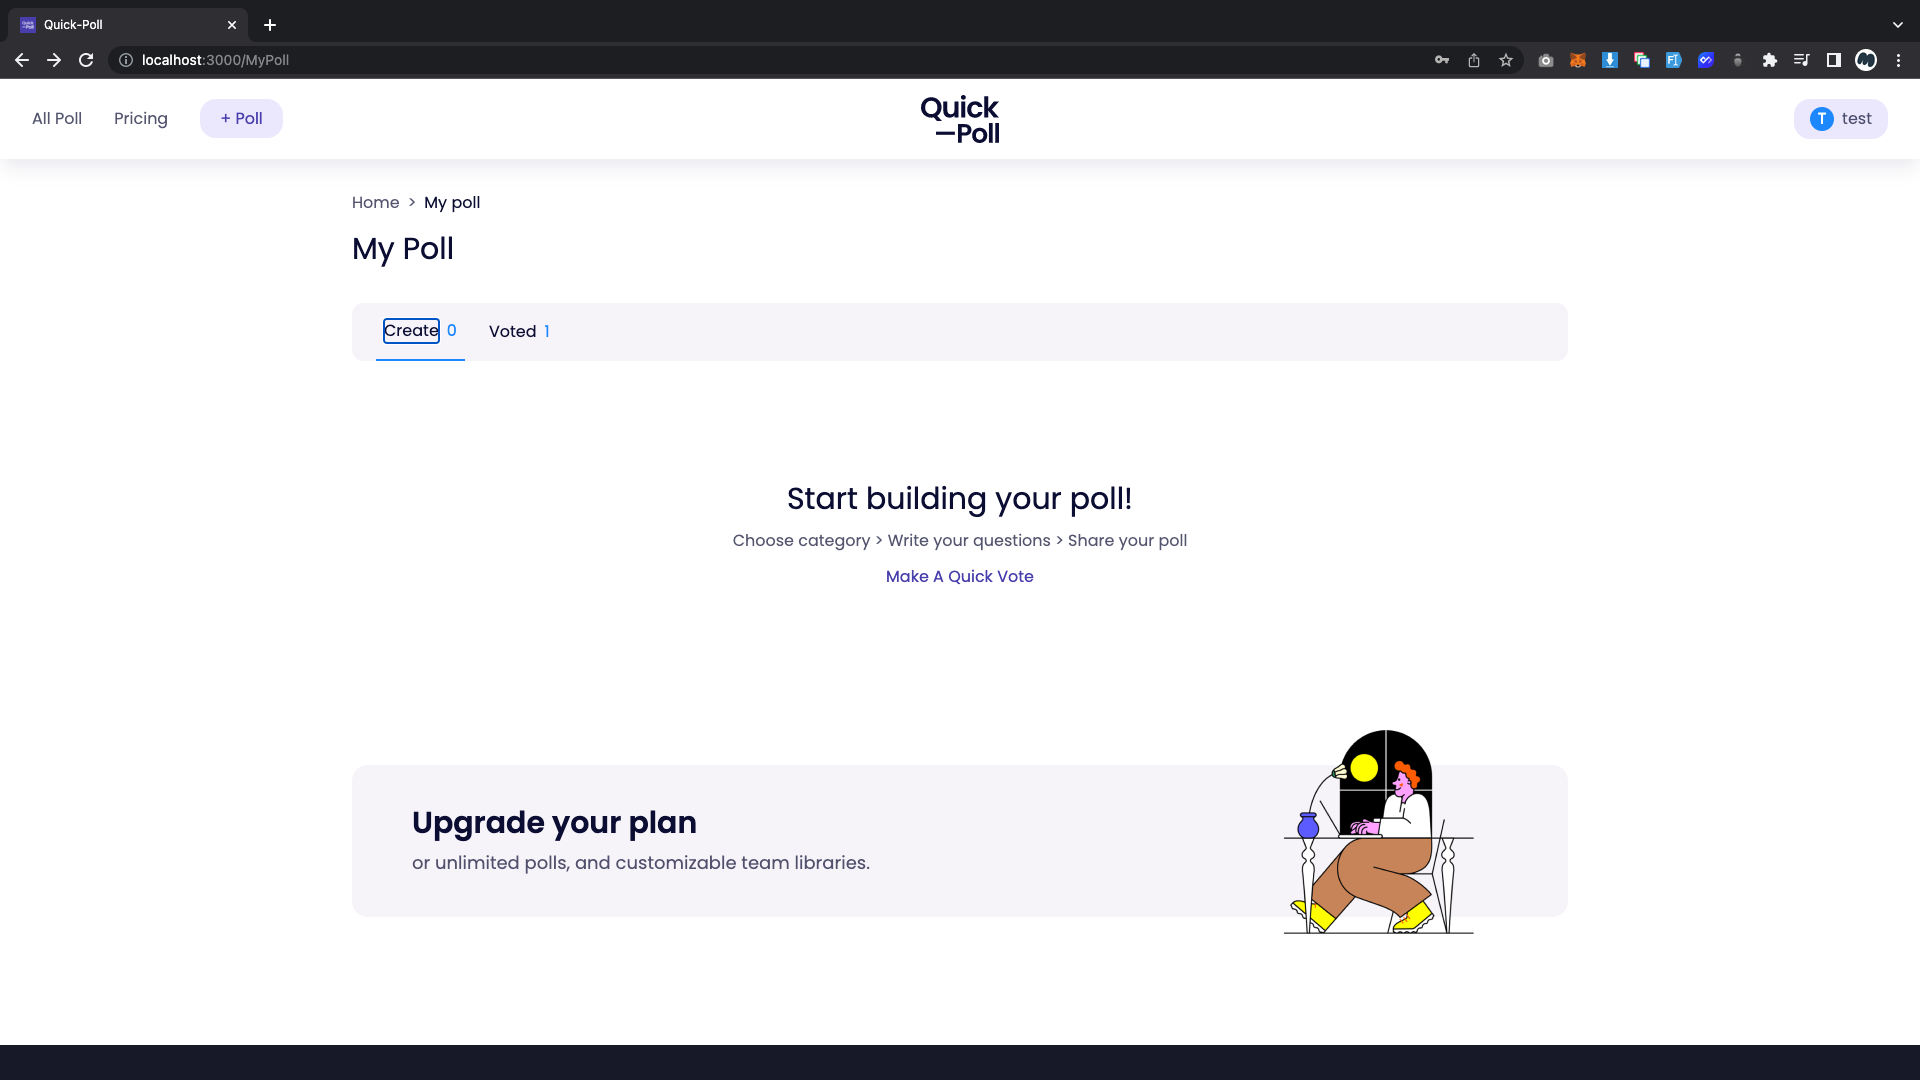 Quick-Poll
localhost:3000/MyPoll
All Poll
Pricing
+ Poll
Quick
—Poll
T test
Home > My poll
My Poll
Create 0
Voted 1
Start building your poll!
Choose category > Write your questions > Share your poll
Make A Quick Vote
Upgrade your plan
or unlimited polls, and customizable team libraries.